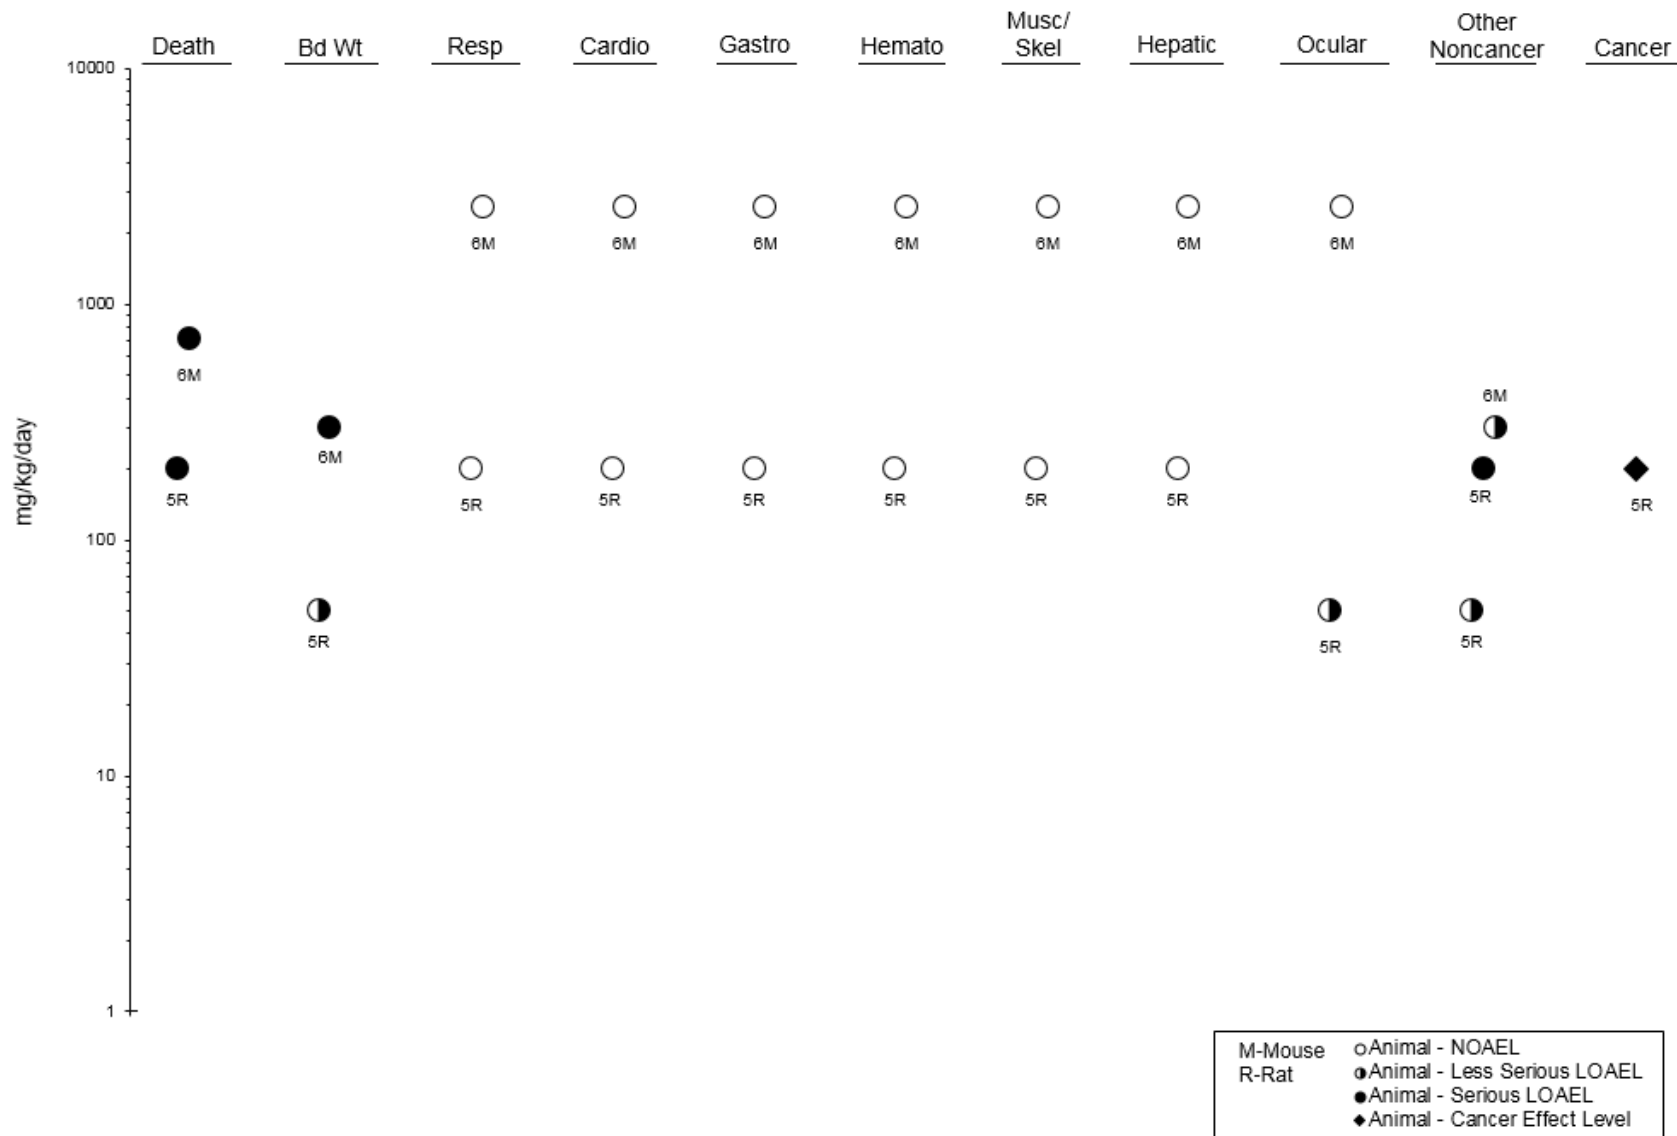 Death
Bd Wt
Resp
Cardio
Gastro
Hemato
Musc/
Skel
Hepatic
Ocular
Other
Noncancer
Cancer
10000
1000
100
10
1
mg/kg/day
6M
6M
6M
6M
6M
6M
6M
6M
6M
6M
5R
5R
5R
5R
5R
5R
5R
5R
5R
5R
5R
5R
M-Mouse
R-Rat
Animal - NOAEL
Animal - Less Serious LOAEL
Animal - Serious LOAEL
Animal - Cancer Effect Level